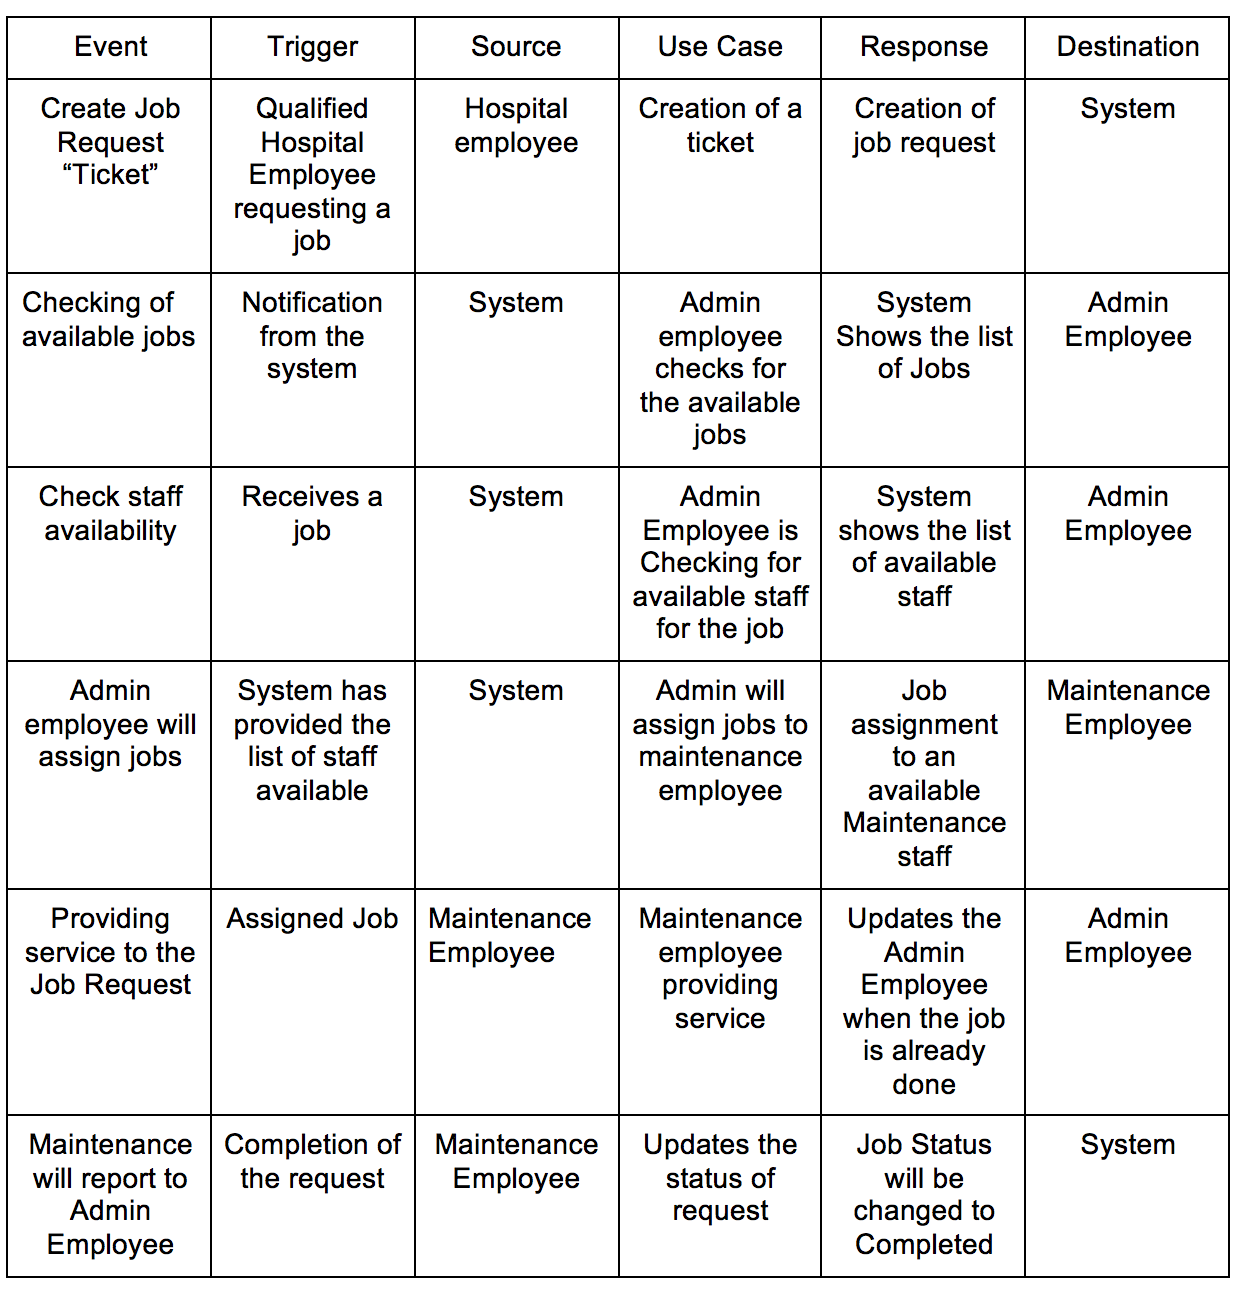 Event
Trigger
Source
Use Case
Response
Destination
Create Job
Request
“Ticket”
Qualified
Hospital
Employee
requesting a
job
Hospital
employee
Creation of a
ticket
Creation of
job request
System
Checking of
available jobs
Notification
from the
system
System
Admin
employee
checks for
the available
jobs
System
Shows the list
of Jobs
Admin
Employee
Check staff
availability
Receives a
job
System
Admin
Employee is
Checking for
available staff
for the job
System
shows the list
of available
staff
Admin
Employee
Admin
employee will
assign jobs
System has
provided the
list of staff
available
System
Admin will
assign jobs to
maintenance
employee
Job
assignment
to an
available
Maintenance
staff
Maintenance
Employee
Providing
service to the
Job Request
Assigned Job
Maintenance
Employee
Maintenance
employee
providing
service
Updates the
Admin
Employee
when the job
is already
done
Admin
Employee
Maintenance
will report to
Admin
Employee
Completion of
the request
Maintenance
Employee
Updates the
status of
request
Job Status
will be
changed to
Completed
System